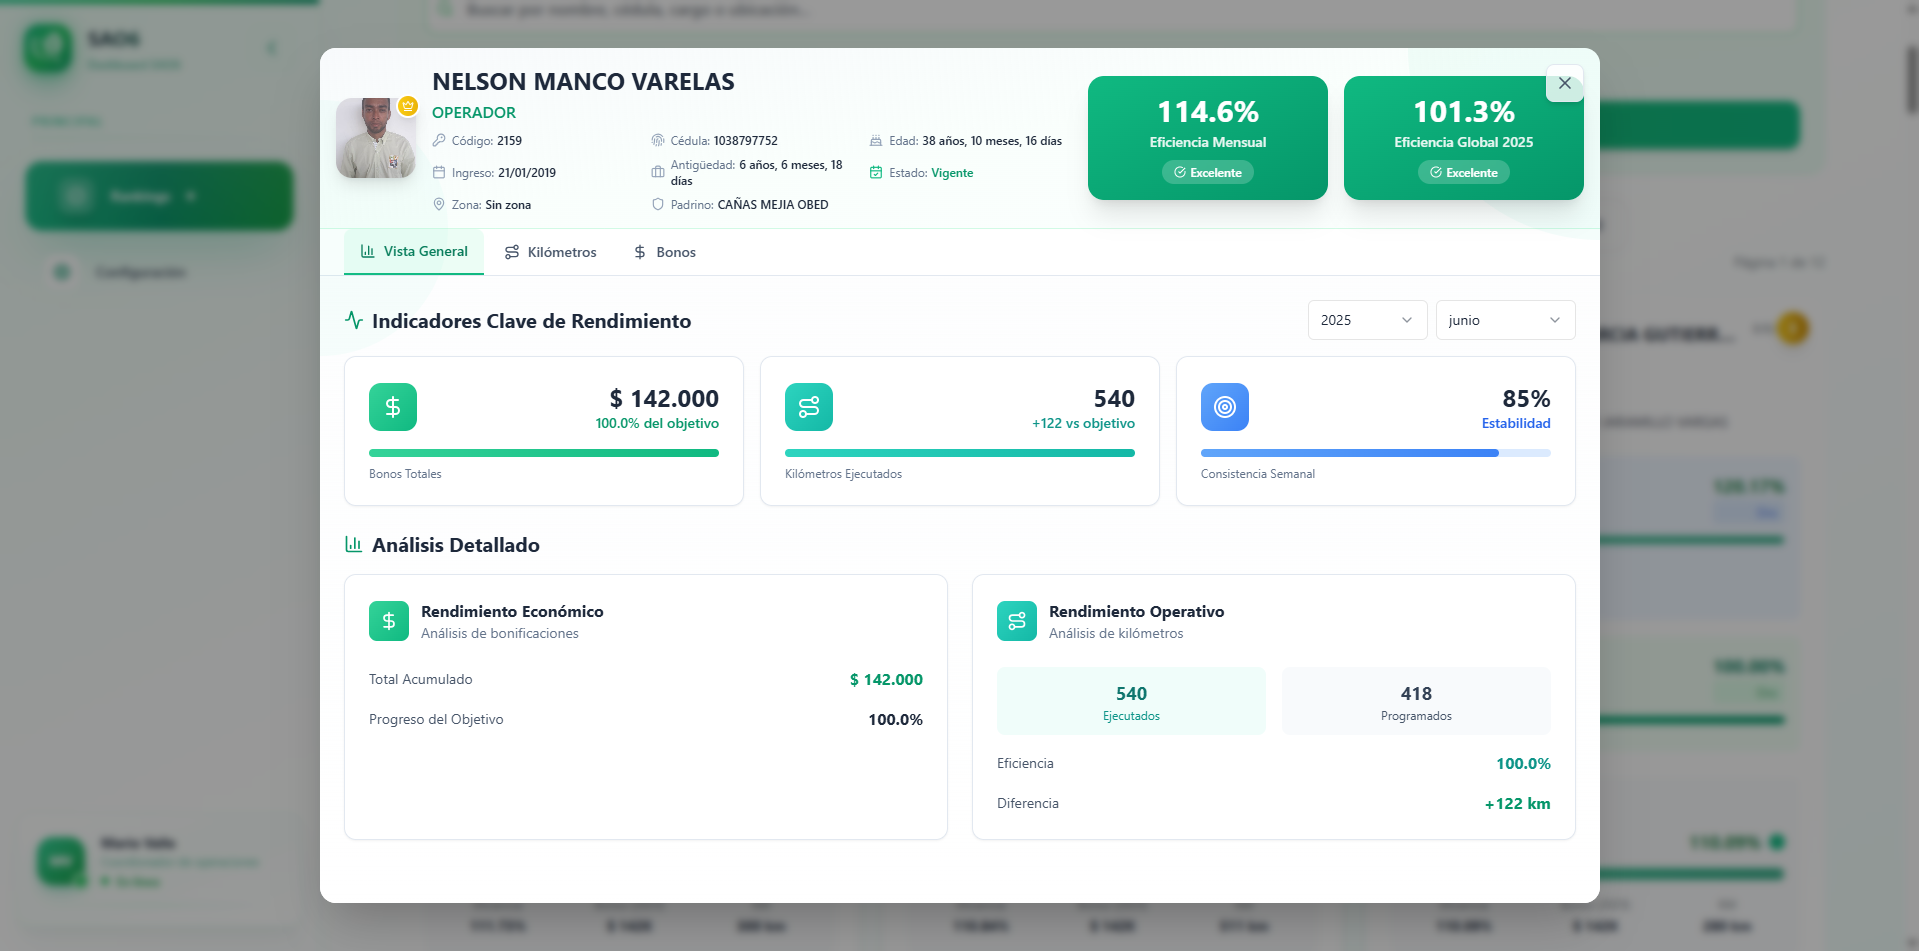 SAO6
NELSON MANCO VARELAS
OPERADOR
Código: 2159
Cédula: 1038797752
Edad: 38 años, 10 meses, 16 días
Ingreso: 21/01/2019
Antigüedad: 6 años, 6 meses, 18
días
Estado: Vigente
Zona: Sin zona
Padrino: CAÑAS MEJIA OBED
114.6%
Eficiencia Mensual
Excelente
101.3%
Eficiencia Global 2025
Excelente
Vista General
Kilómetros
Bonos
Indicadores Clave de Rendimiento
2025
junio
$ 142.000
100.0% del objetivo
Bonos Totales
540
+122 vs objetivo
Kilómetros Ejecutados
85%
Estabilidad
Consistencia Semanal
Análisis Detallado
Rendimiento Económico
Análisis de bonificaciones
Total Acumulado
$ 142.000
Progreso del Objetivo
100.0%
Rendimiento Operativo
Análisis de kilómetros
540
Ejecutados
418
Programados
Eficiencia
100.0%
Diferencia
+122 km
Rankings
Configuración